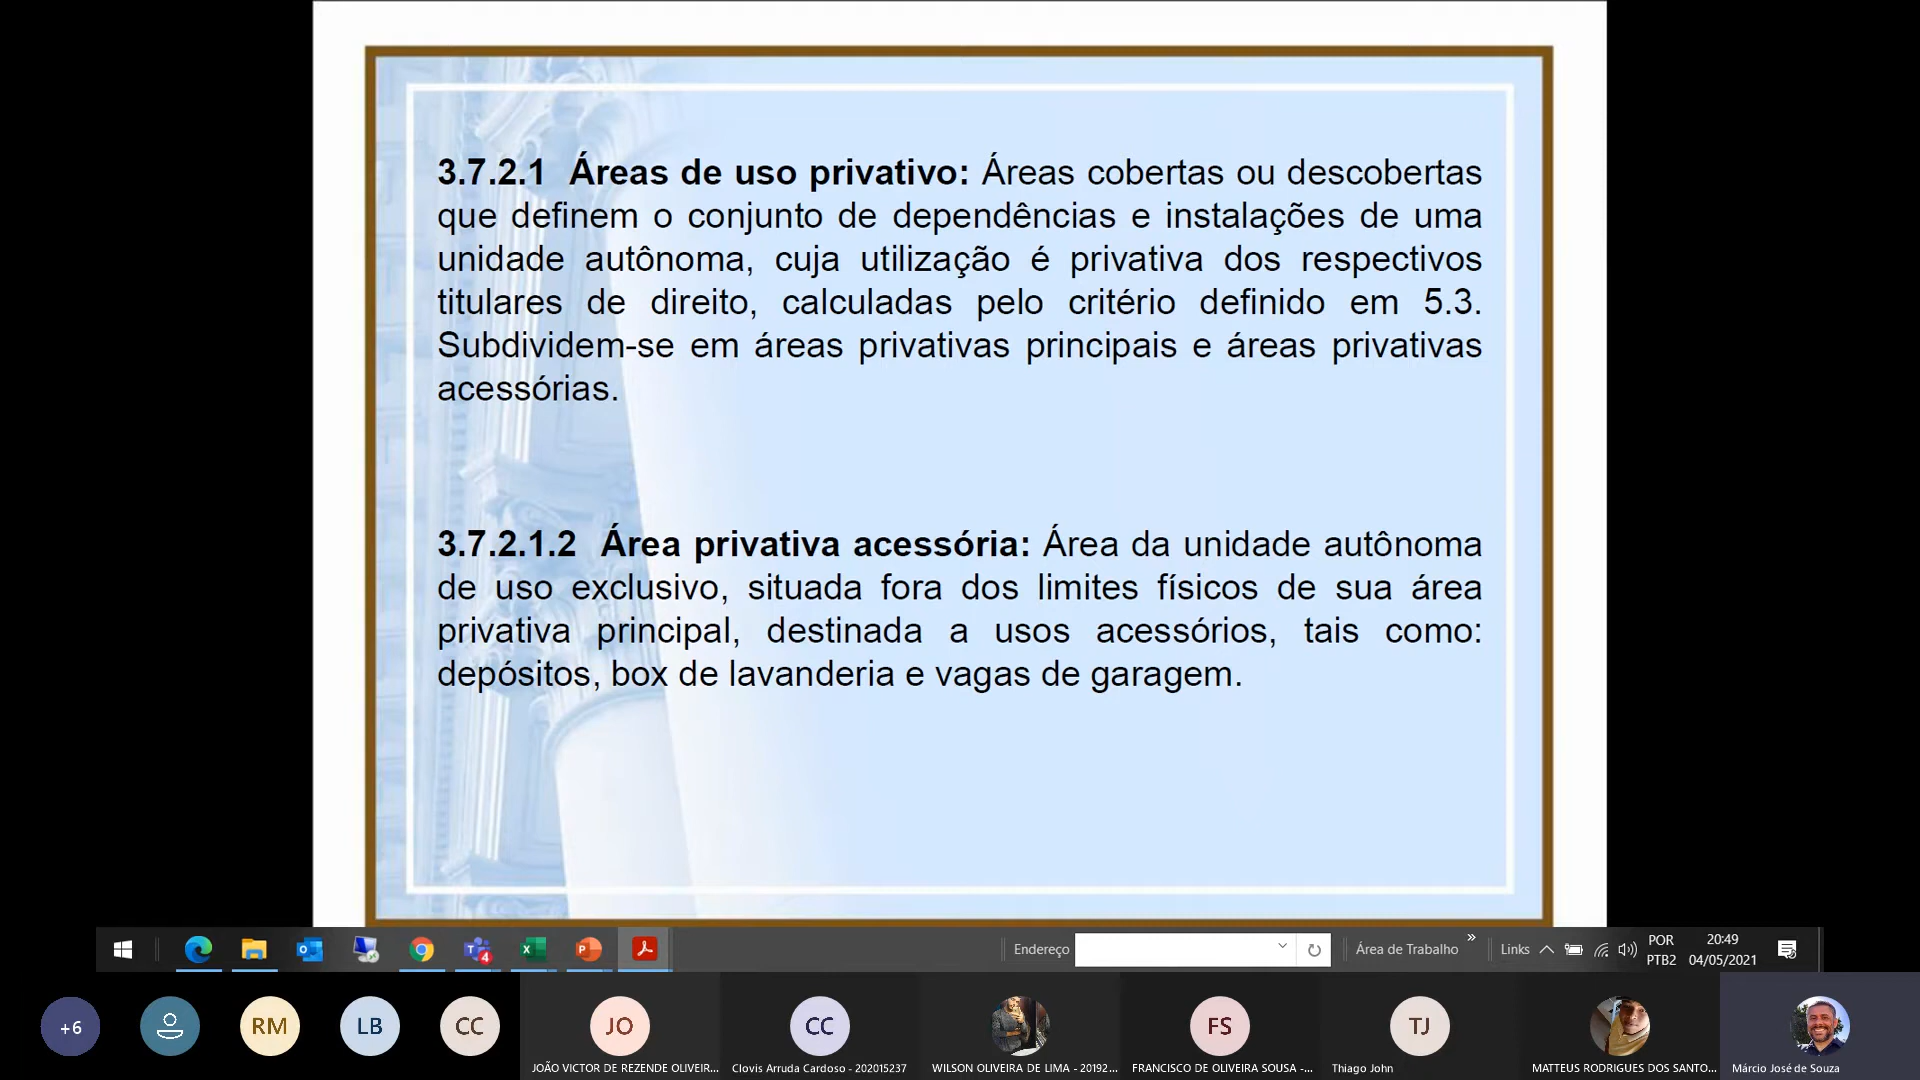 3.7.2.1 Áreas de uso privativo: Áreas cobertas ou descobertas
que definem o conjunto de dependências e instalações de uma
unidade autônoma, cuja utilização é privativa dos respectivos
titulares de direito, calculadas pelo critério definido em 5.3.
Subdividem-se em áreas privativas principais e áreas privativas
acessórias.
3.7.2.1.2 Área privativa acessória: Área da unidade autônoma
de uso exclusivo, situada fora dos limites físicos de sua área
privativa principal, destinada a usos acessórios, tais como:
depósitos, box de lavanderia e vagas de garagem.
4
Endereço
Área de Trabalho
»
Links
POR
PTB2
20:49
04/05/2021
+6
RM
LB
CC
JO
CC
FS
TJ
JOÃO VICTOR DE REZENDE OLIVEIR...
Clovis Arruda Cardoso - 202015237
WILSON OLIVEIRA DE LIMA - 20192...
FRANCISCO DE OLIVEIRA SOUSA -...
Thiago John
MATTEUS RODRIGUES DOS SANTO...
Márcio José de Souza